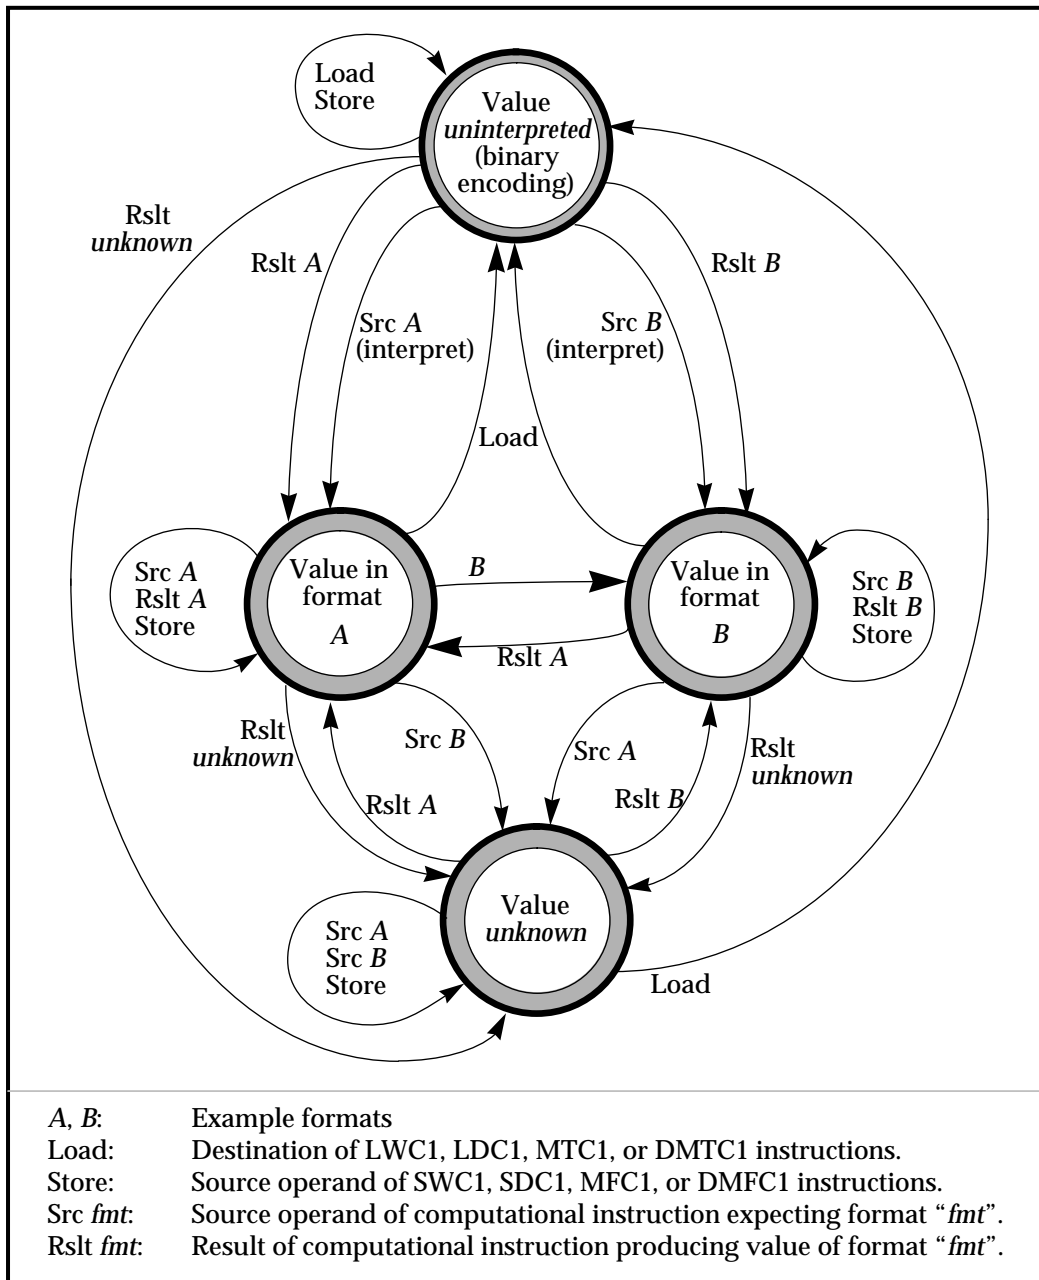 Load
Store
Value
uninterpreted
(binary
encoding)
Rslt
unknown
Rslt A
Rslt B
Src A
(interpret)
Src B
(interpret)
Load
Src A
Rslt A
Store
Value in
format
A
B
Rslt A
Value in
format
B
Src B
Rslt B
Store
Rslt
unknown
Src B
Rslt A
Src A
Rslt B
Rslt
unknown
Src A
Src B
Store
Value
unknown
Load
A, B: Example formats
Load: Destination of LWC1, LDC1, MTC1, or DMTC1 instructions.
Store: Source operand of SWC1, SDC1, MFC1, or DMFC1 instructions.
Src fmt: Source operand of computational instruction expecting format “fmt”.
Rslt fmt: Result of computational instruction producing value of format “fmt”.